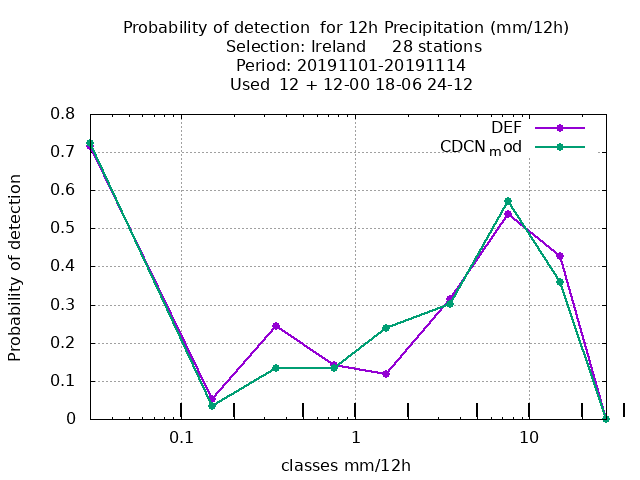 Probability of detection  for 12h Precipitation (mm/12h)
Selection: Ireland     28 stations
Period: 20191101-20191114
Used  12 + 12-00 18-06 24-12
DEF
CDCNmod
Probability of detection
0.8
0.7
0.6
0.5
0.4
0.3
0.2
0.1
0
0.1 1 10
classes mm/12h